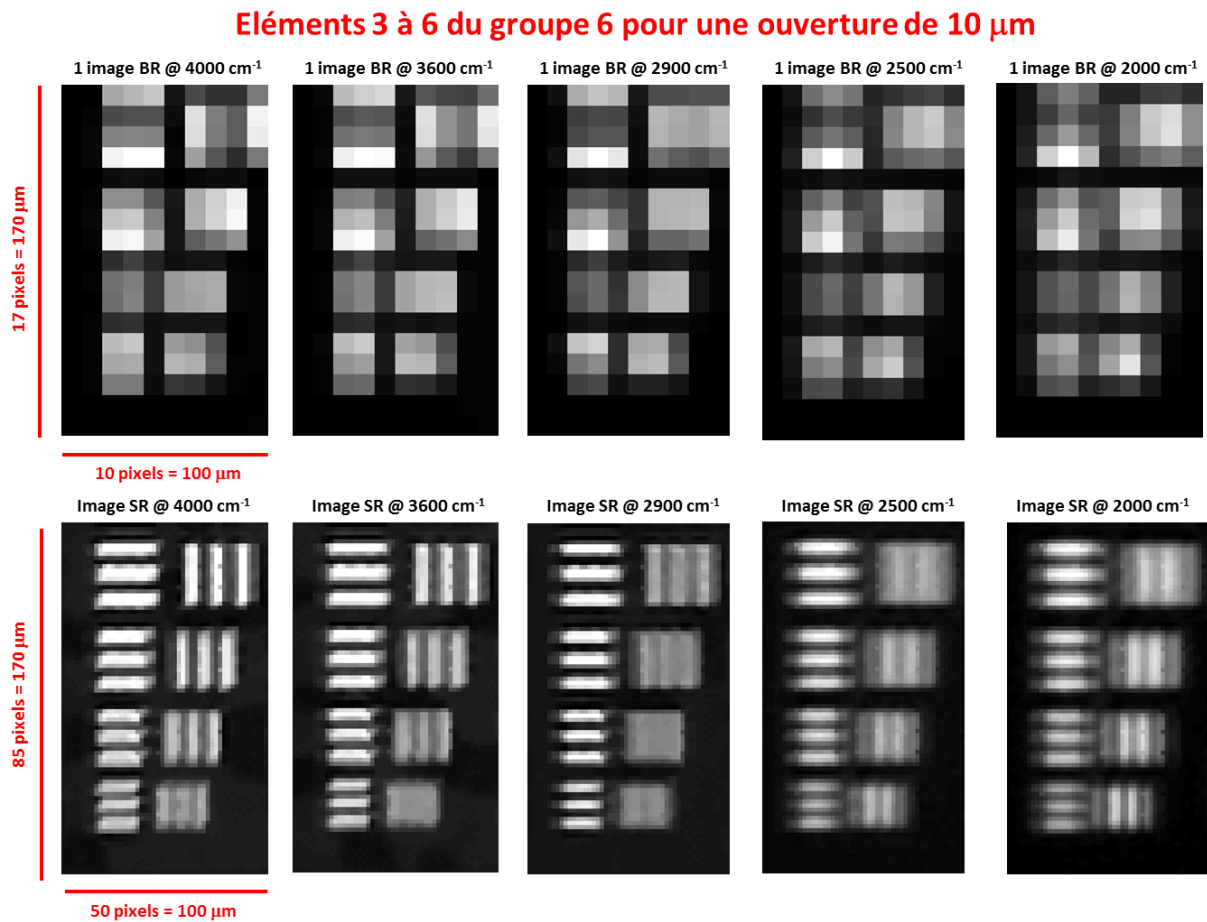 Eléments 3 à 6 du groupe 6 pour une ouverture de 10 μm
1 image BR @ 4000 cm⁻¹
1 image BR @ 3600 cm⁻¹
1 image BR @ 2900 cm⁻¹
1 image BR @ 2500 cm⁻¹
1 image BR @ 2000 cm⁻¹
17 pixels = 170 μm
10 pixels = 100 μm
Image SR @ 4000 cm⁻¹
Image SR @ 3600 cm⁻¹
Image SR @ 2900 cm⁻¹
Image SR @ 2500 cm⁻¹
Image SR @ 2000 cm⁻¹
85 pixels = 170 μm
50 pixels = 100 μm